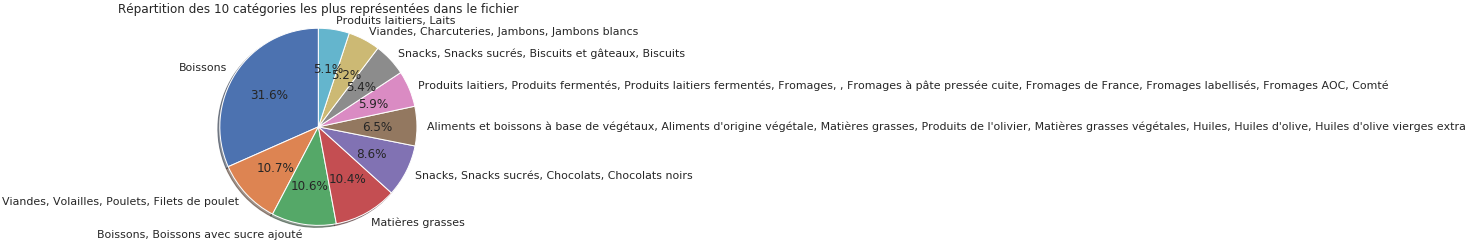 Répartition des 10 catégories les plus représentées dans le fichier
Produits laitiers, Laits
Viandes, Charcuteries, Jambons, Jambons blancs
Snacks, Snacks sucrés, Biscuits et gâteaux, Biscuits
Boissons
5.1%
5.2%
5.4%
Produits laitiers, Produits fermentés, Produits laitiers fermentés, Fromages, , Fromages à pâte pressée cuite, Fromages de France, Fromages labellisés, Fromages AOC, Comté
31.6%
5.9%
6.5%
Aliments et boissons à base de végétaux, Aliments d'origine végétale, Matières grasses, Produits de l'olivier, Matières grasses végétales, Huiles, Huiles d'olive, Huiles d'olive vierges extra
8.6%
10.7%
Snacks, Snacks sucrés, Chocolats, Chocolats noirs
10.4%
10.6%
Viandes, Volailles, Poulets, Filets de poulet
Matières grasses
Boissons, Boissons avec sucre ajouté